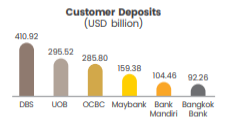 Customer Deposits
(USD billion)
410.92
295.52
285.80
159.38
104.46
92.26
DBS
UOB
OCBC
Maybank
Bank
Mandiri
Bangkok
Bank